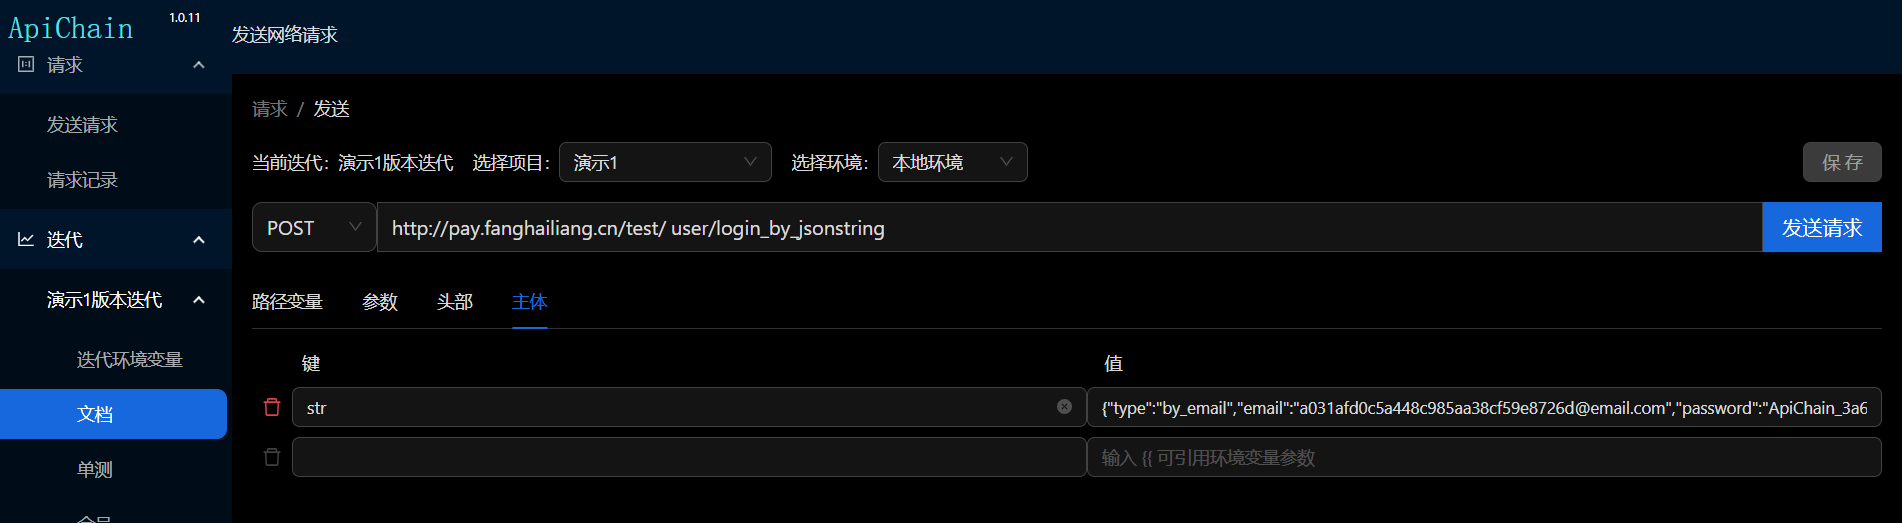 ApiChain 1.0.11
发送网络请求
请求
发送请求
请求记录
迭代
演示1版本迭代
迭代环境变量
文档
单测
请求 / 发送
当前迭代：演示1版本迭代 选择项目： 演示1 选择环境： 本地环境 保存
POST http://pay.fanghailiang.cn/test/ user/login_by_jsonstring 发送请求
路径变量 参数 头部 主体
键 值
str {"type":"by_email","email":"a031afd0c5a448c985aa38cf59e8726d@email.com","password":"ApiChain_3a6
输入 {{ 可引用环境变量参数